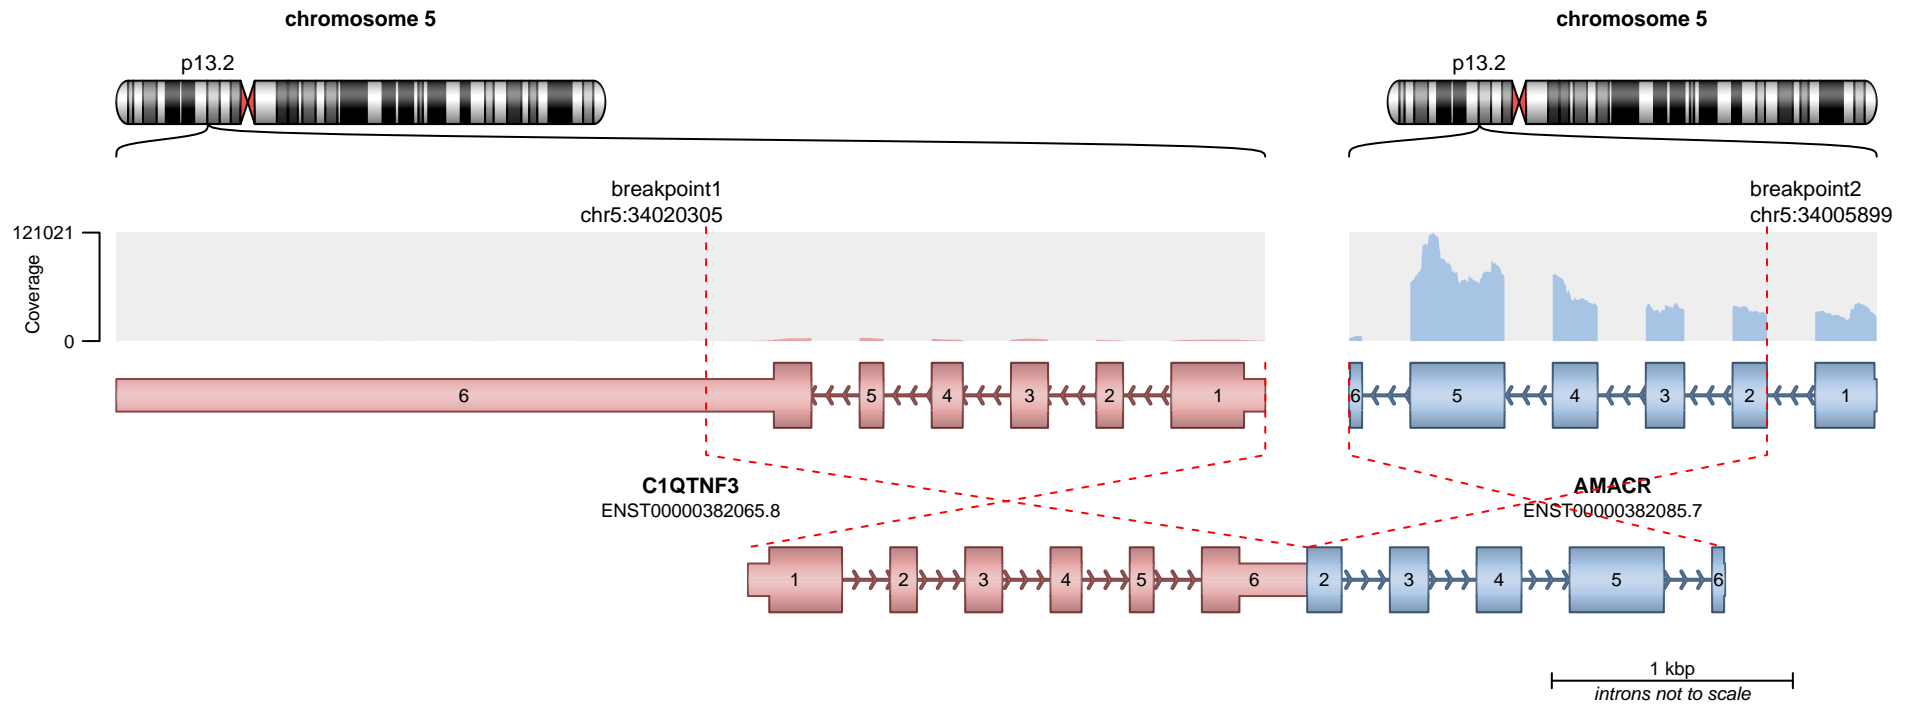 chromosome 5
chromosome 5
p13.2
p13.2
breakpoint1
chr5:34020305
breakpoint2
chr5:34005899
121021
Coverage
0
6 5 4 3 2 1
6 5 4 3 2 1
C1QTNF3
ENST00000382065.8
AMACR
ENST00000382085.7
1 2 3 4 5 6 2 3 4 5 6
1 kbp
introns not to scale